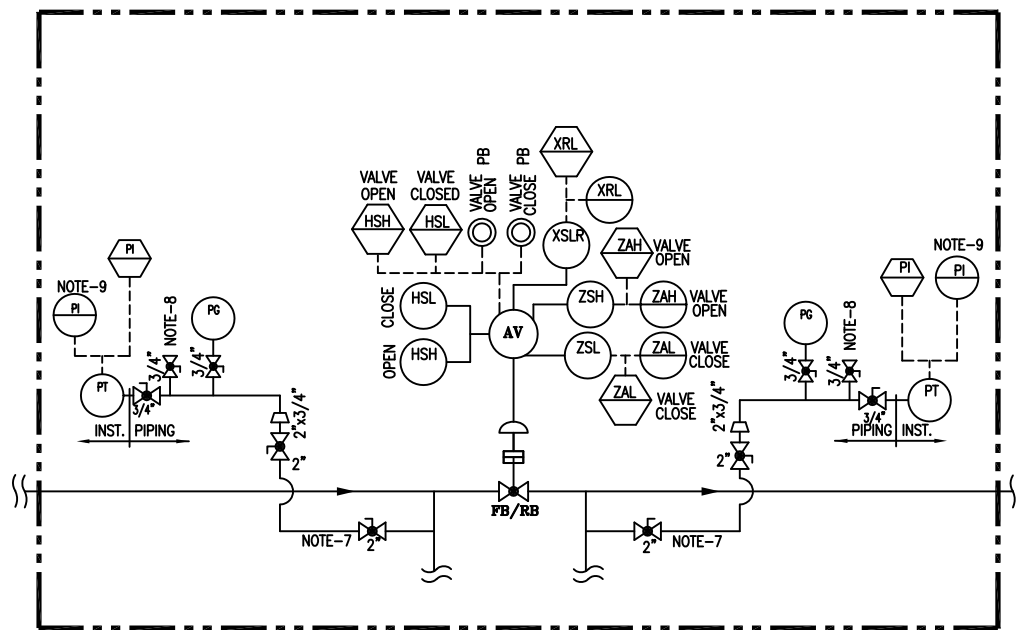 XRL
XRL
XSLR
VALVE
OPEN
VALVE
CLOSED
VALVE
OPEN
PB
VALVE
CLOSE
PB
HSH
HSL
ZAH
VALVE
OPEN
PI
NOTE-9
PI
NOTE-8
PG
3/4"
3/4"
PT
3/4"
INST.
PIPING
2"x3/4"
2"
CLOSE
HSL
OPEN
HSH
AV
ZSH
ZAH
VALVE
OPEN
ZSL
ZAL
VALVE
CLOSE
ZAL
VALVE
CLOSE
NOTE-9
PI
PI
NOTE-8
PG
3/4"
3/4"
PT
3/4"
PIPING
INST.
2"x3/4"
2"
FB/RB
NOTE-7
2"
2"
NOTE-7